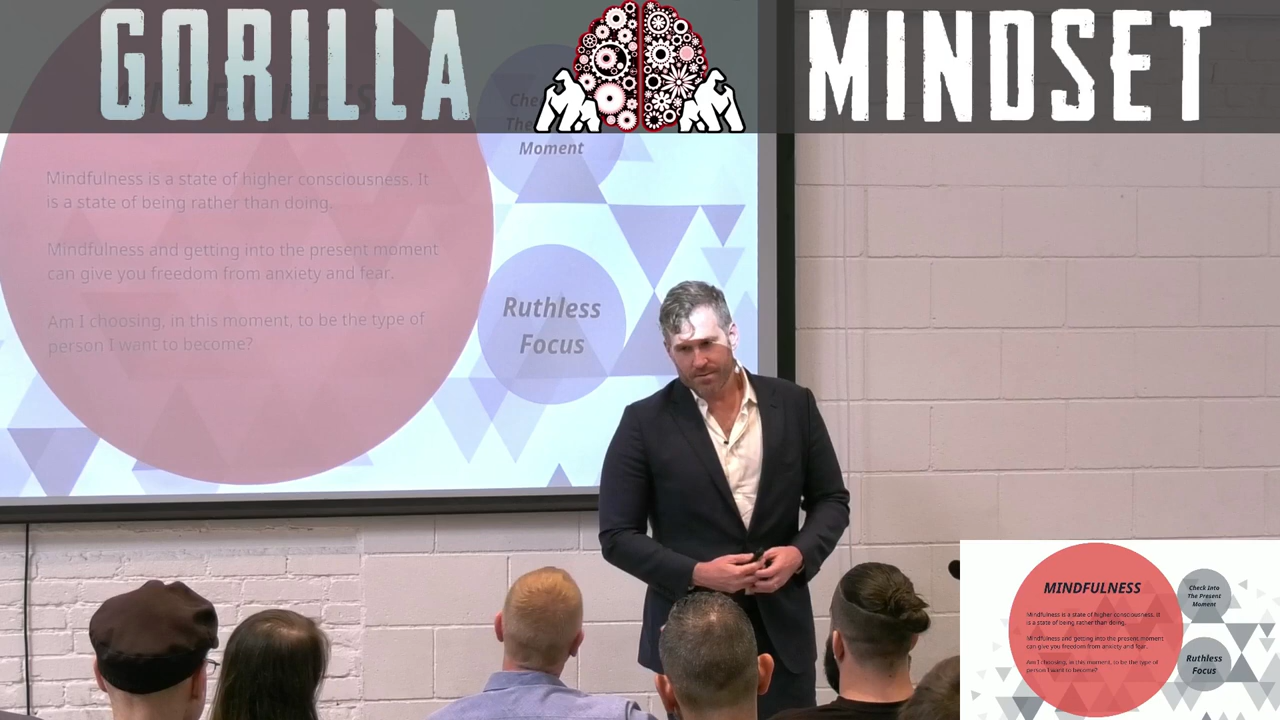 GORILLA MINDSET
Moment
Mindfulness is a state of higher consciousness. It
is a state of being rather than doing.
Mindfulness and getting into the present moment
can give you freedom from anxiety and fear.
Am I choosing, in this moment, to be the type of
person I want to become?
Ruthless
Focus
MINDFULNESS
Mindfulness is a state of higher consciousness. It
is a state of being rather than doing.
Mindfulness and getting into the present moment
can give you freedom from anxiety and fear.
Am I choosing, in this moment, to be the type of
person I want to become?
Check Into
The Present
Moment
Ruthless
Focus